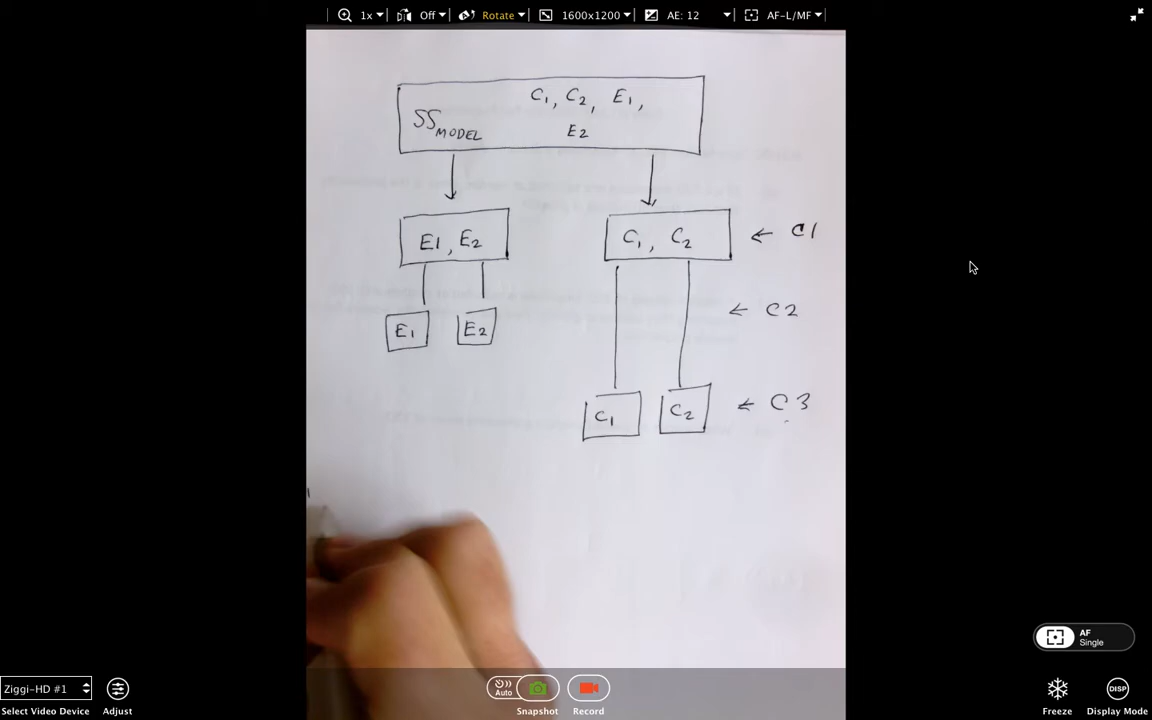 1x Off Rotate 1600x1200 AE: 12 AF-L/MF
C1, C2, E1,
SSMODEL E2
E1, E2 C1, C2 ← C1
← C2
E1 E2
C1 C2 ← C3
AF
Single
Ziggi-HD #1
Auto
Select Video Device Adjust Snapshot Record Freeze DISP Display Mode